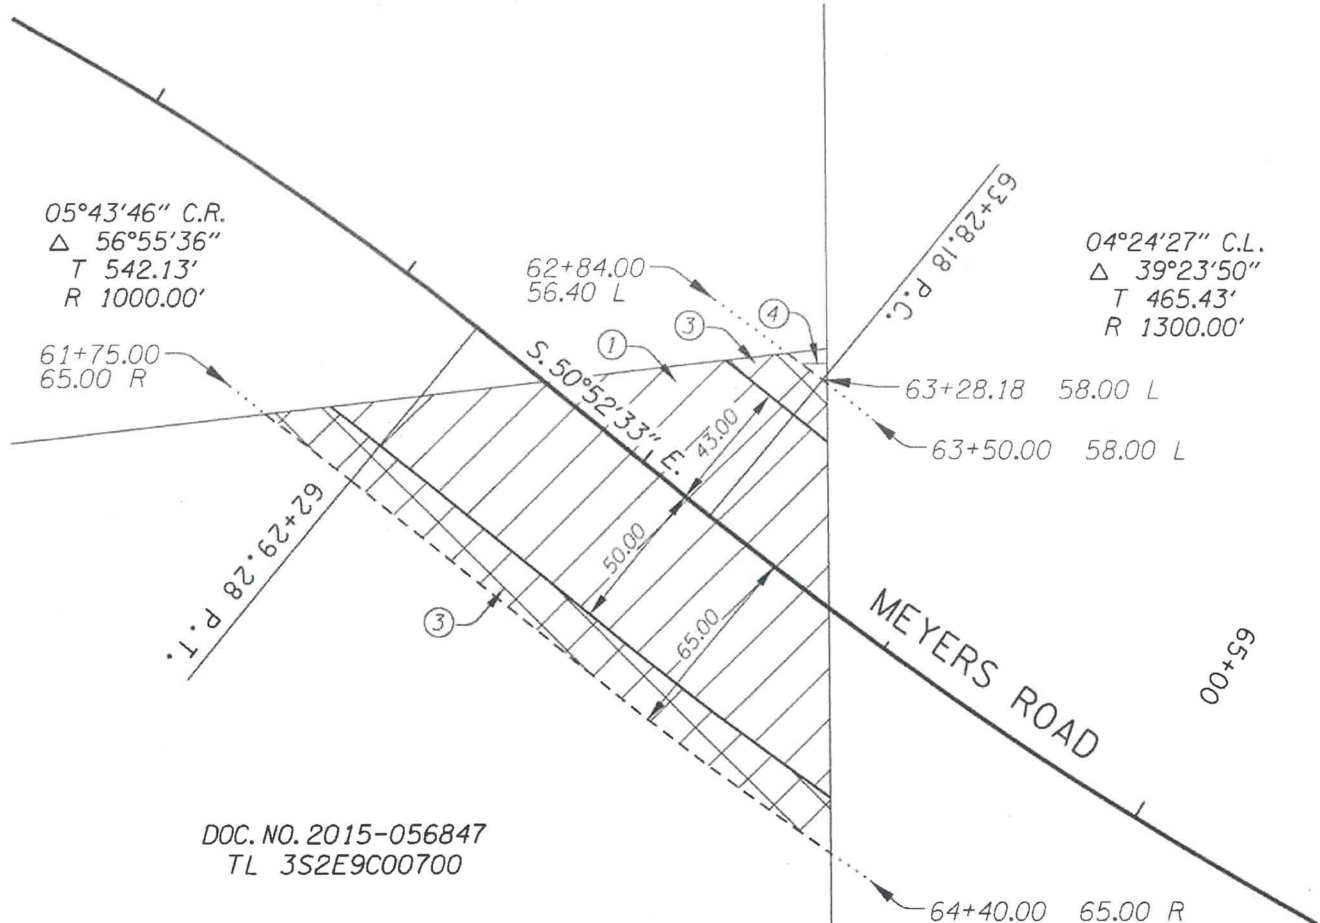 05°43'46" C.R.
△ 56°55'36"
T 542.13'
R 1000.00'
61+75.00
65.00 R
62+84.00
56.40 L
①
③
④
63+28.18 P.C.
04°24'27" C.L.
△ 39°23'50"
T 465.43'
R 1300.00'
63+28.18 58.00 L
63+50.00 58.00 L
S. 50°52'33" E.
43.00
50.00
65.00
62+29.28 P.T.
③
MEYERS ROAD
65+00
DOC. NO. 2015-056847
TL 3S2E9C00700
64+40.00 65.00 R